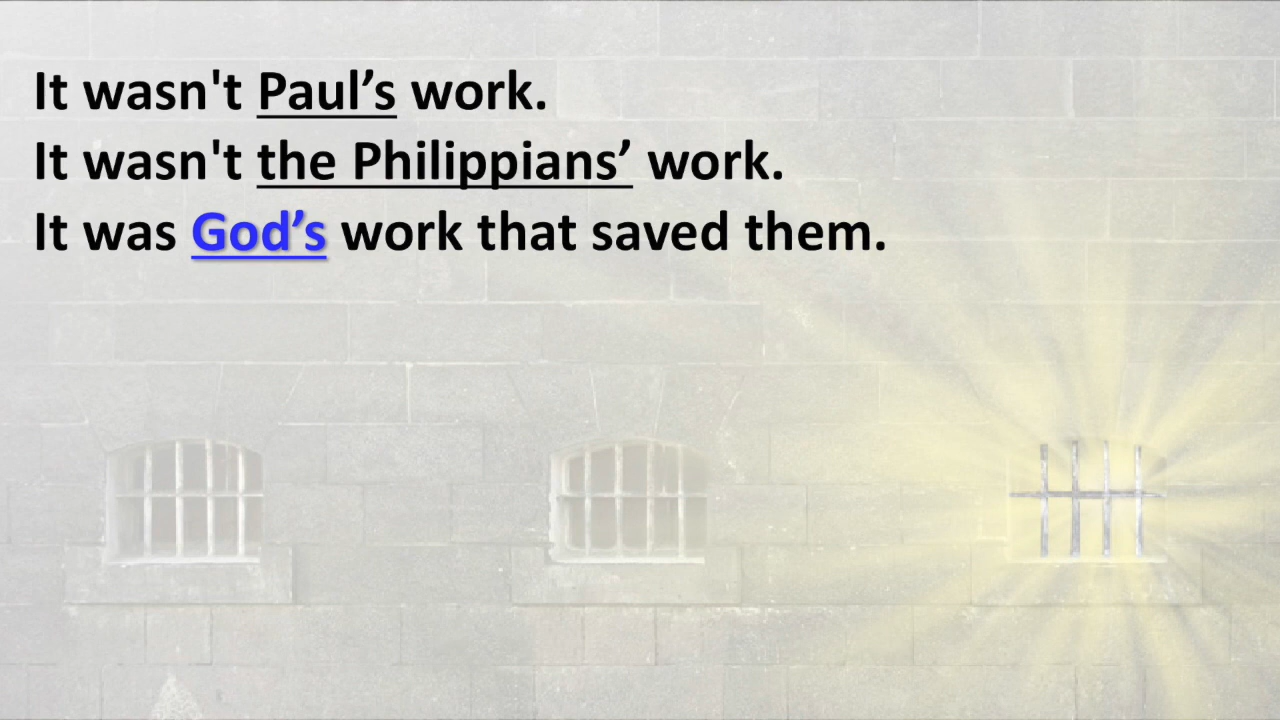 It wasn't Paul’s work.
It wasn't the Philippians’ work.
It was God’s work that saved them.